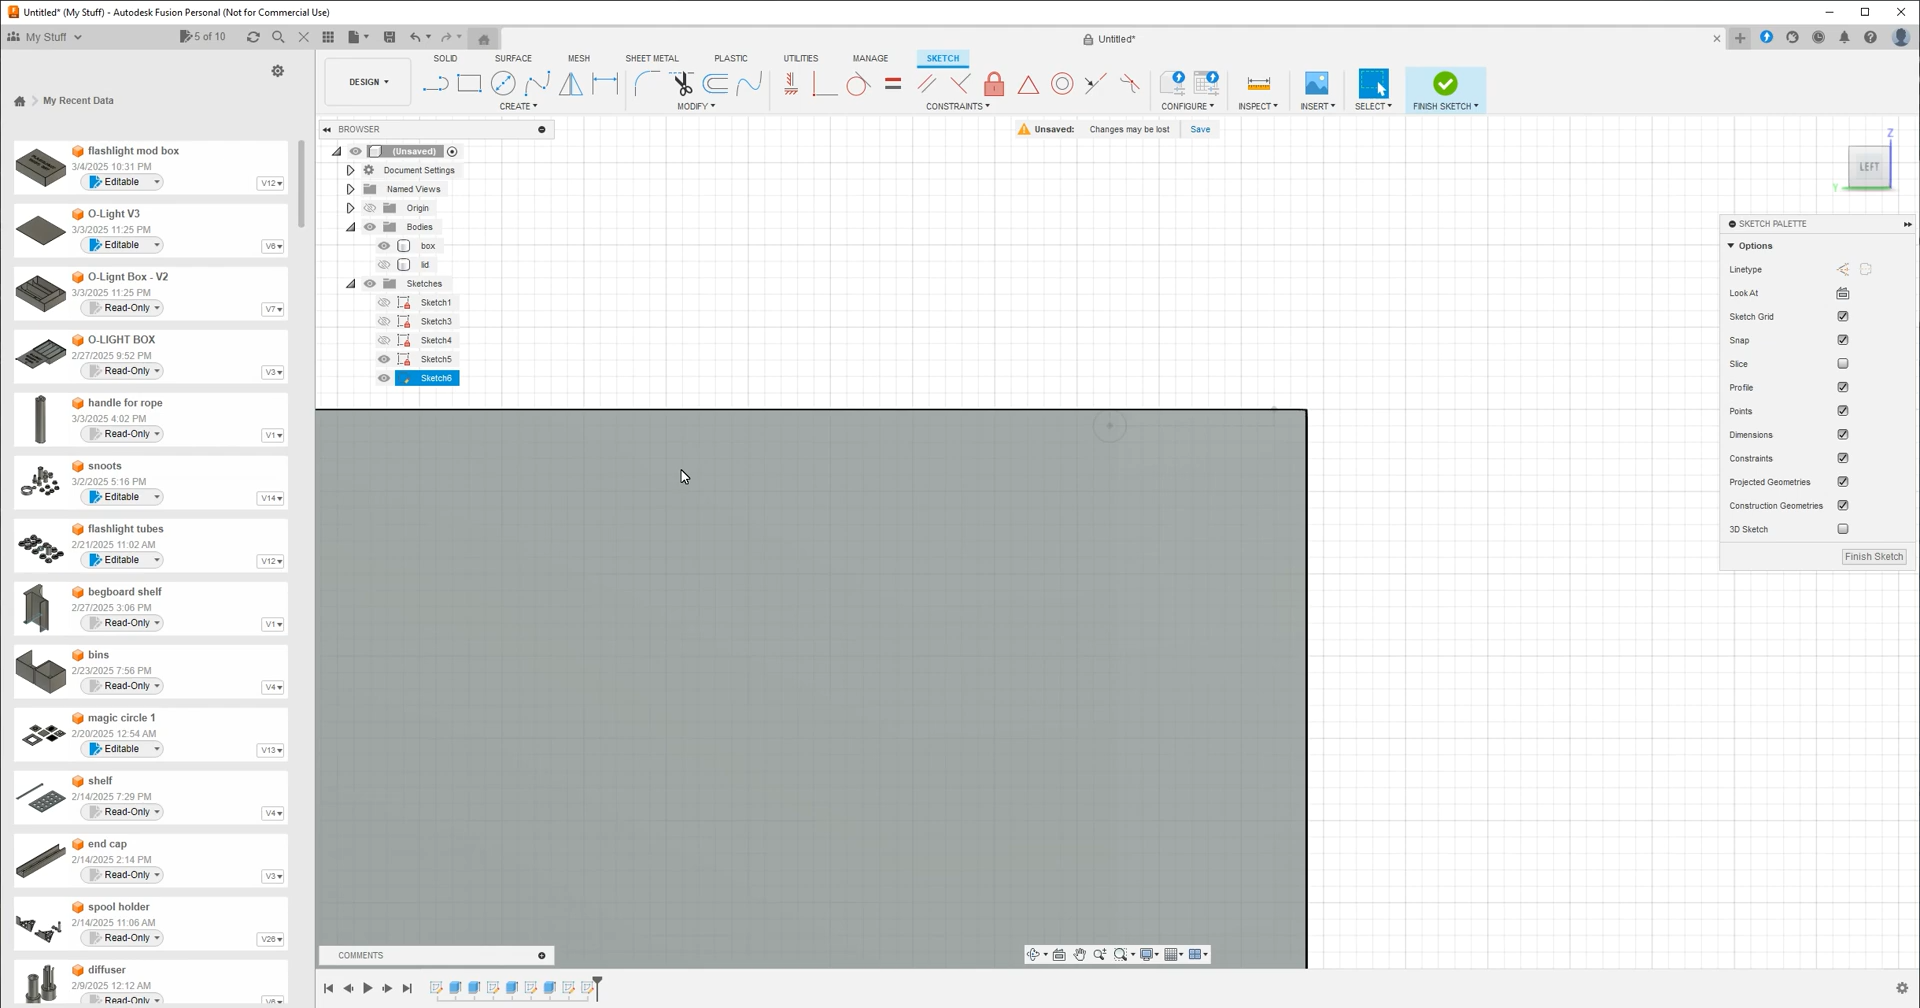 Untitled* (My Stuff) - Autodesk Fusion Personal (Not for Commercial Use)
My Stuff
5 of 10
Untitled*
SOLID SURFACE MESH SHEET METAL PLASTIC UTILITIES MANAGE SKETCH
DESIGN
CREATE MODIFY CONSTRAINTS CONFIGURE INSPECT INSERT SELECT FINISH SKETCH
My Recent Data
flashlight mod box
3/4/2025 10:31 PM
Editable V12
O-Light V3
3/3/2025 11:25 PM
Editable V6
O-Lignt Box - V2
3/3/2025 11:25 PM
Read-Only V7
O-LIGHT BOX
2/27/2025 9:52 PM
Read-Only V3
handle for rope
3/3/2025 4:02 PM
Read-Only V1
snoots
3/2/2025 5:16 PM
Editable V14
flashlight tubes
2/21/2025 11:02 AM
Editable V12
begboard shelf
2/27/2025 3:06 PM
Read-Only V1
bins
2/23/2025 7:56 PM
Read-Only V4
magic circle 1
2/20/2025 12:54 AM
Editable V13
shelf
2/14/2025 7:29 PM
Read-Only V4
end cap
2/14/2025 2:14 PM
Read-Only V3
spool holder
2/14/2025 11:06 AM
Read-Only V26
diffuser
2/9/2025 12:12 AM
Read-Only V6
BROWSER
(Unsaved)
Document Settings
Named Views
Origin
Bodies
box
lid
Sketches
Sketch1
Sketch3
Sketch4
Sketch5
Sketch6
Unsaved: Changes may be lost Save
Z
LEFT
Y
SKETCH PALETTE
Options
Linetype
Look At
Sketch Grid
Snap
Slice
Profile
Points
Dimensions
Constraints
Projected Geometries
Construction Geometries
3D Sketch
Finish Sketch
COMMENTS